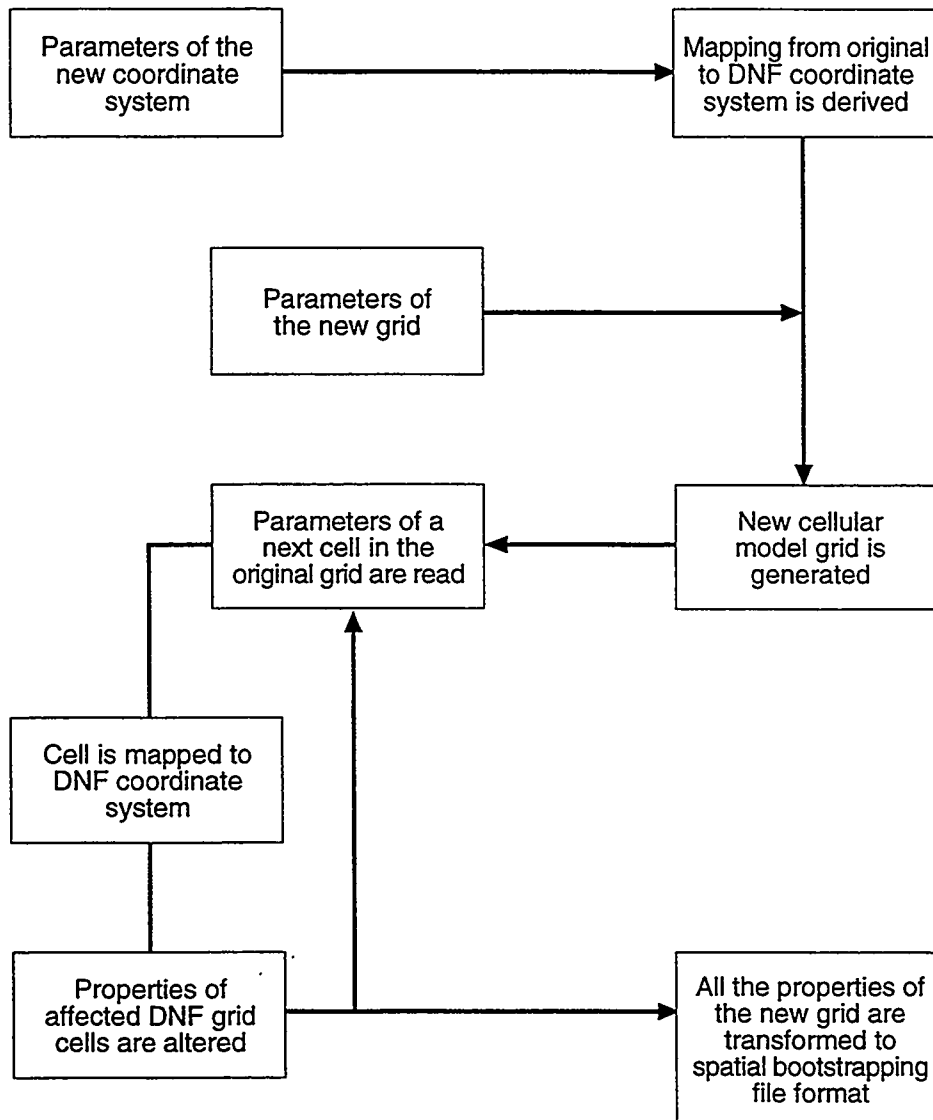 Parameters of the
new coordinate
system
Mapping from original
to DNF coordinate
system is derived
Parameters of
the new grid
Parameters of a
next cell in the
original grid are read
New cellular
model grid is
generated
Cell is mapped to
DNF coordinate
system
Properties of
affected DNF grid
cells are altered
All the properties of
the new grid are
transformed to
spatial bootstrapping
file format